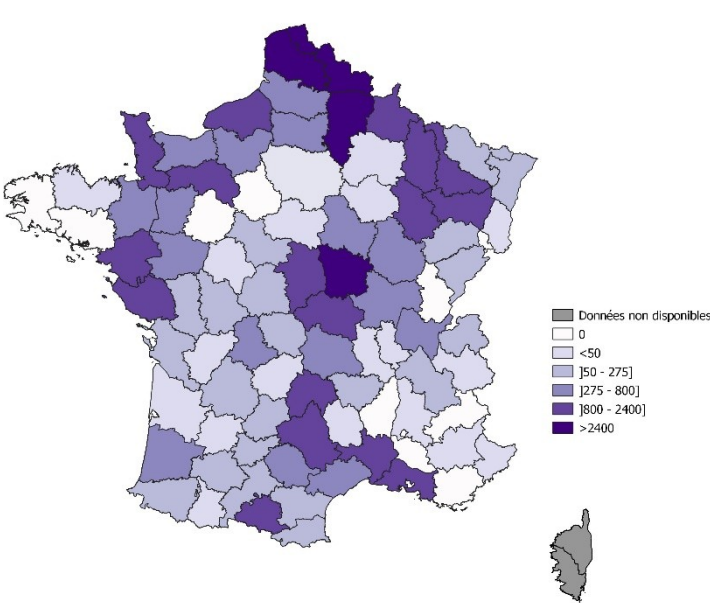 Données non disponibles
0
<50
]50 - 275]
]275 - 800]
]800 - 2400]
>2400